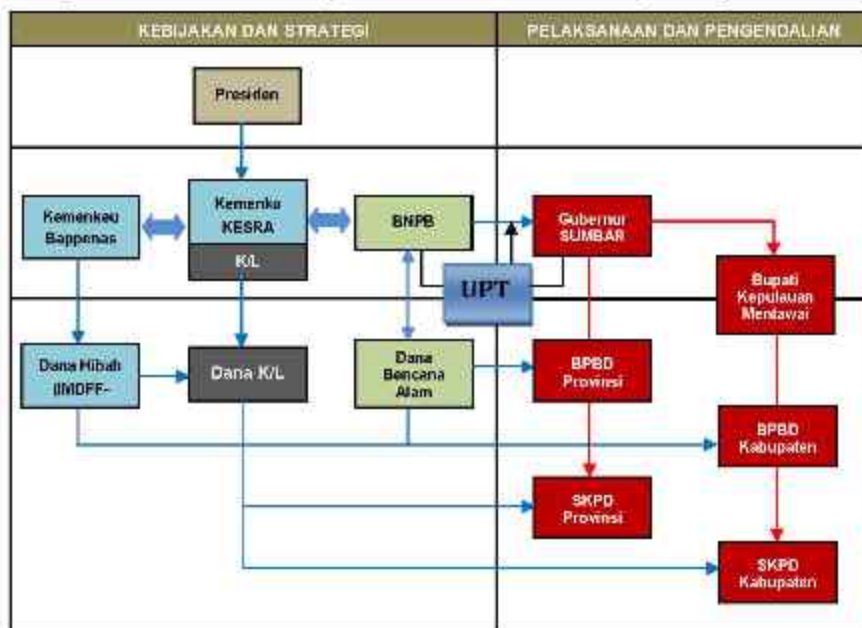 KEBIJAKAN DAN STRATEGI
PELAKSANAAN DAN PENGENDALIAN
Presiden
Kemenkeu
Bappenas
Kemenko
KESRA
K/L
BNPB
Gubernur
SUMBAR
UPT
Bupati
Kepulauan
Mentawai
Dana Hibah
(IMDFF-
Dana K/L
Dana
Bencana
Alam
BPBD
Provinsi
BPBD
Kabupaten
SKPD
Provinsi
SKPD
Kabupaten